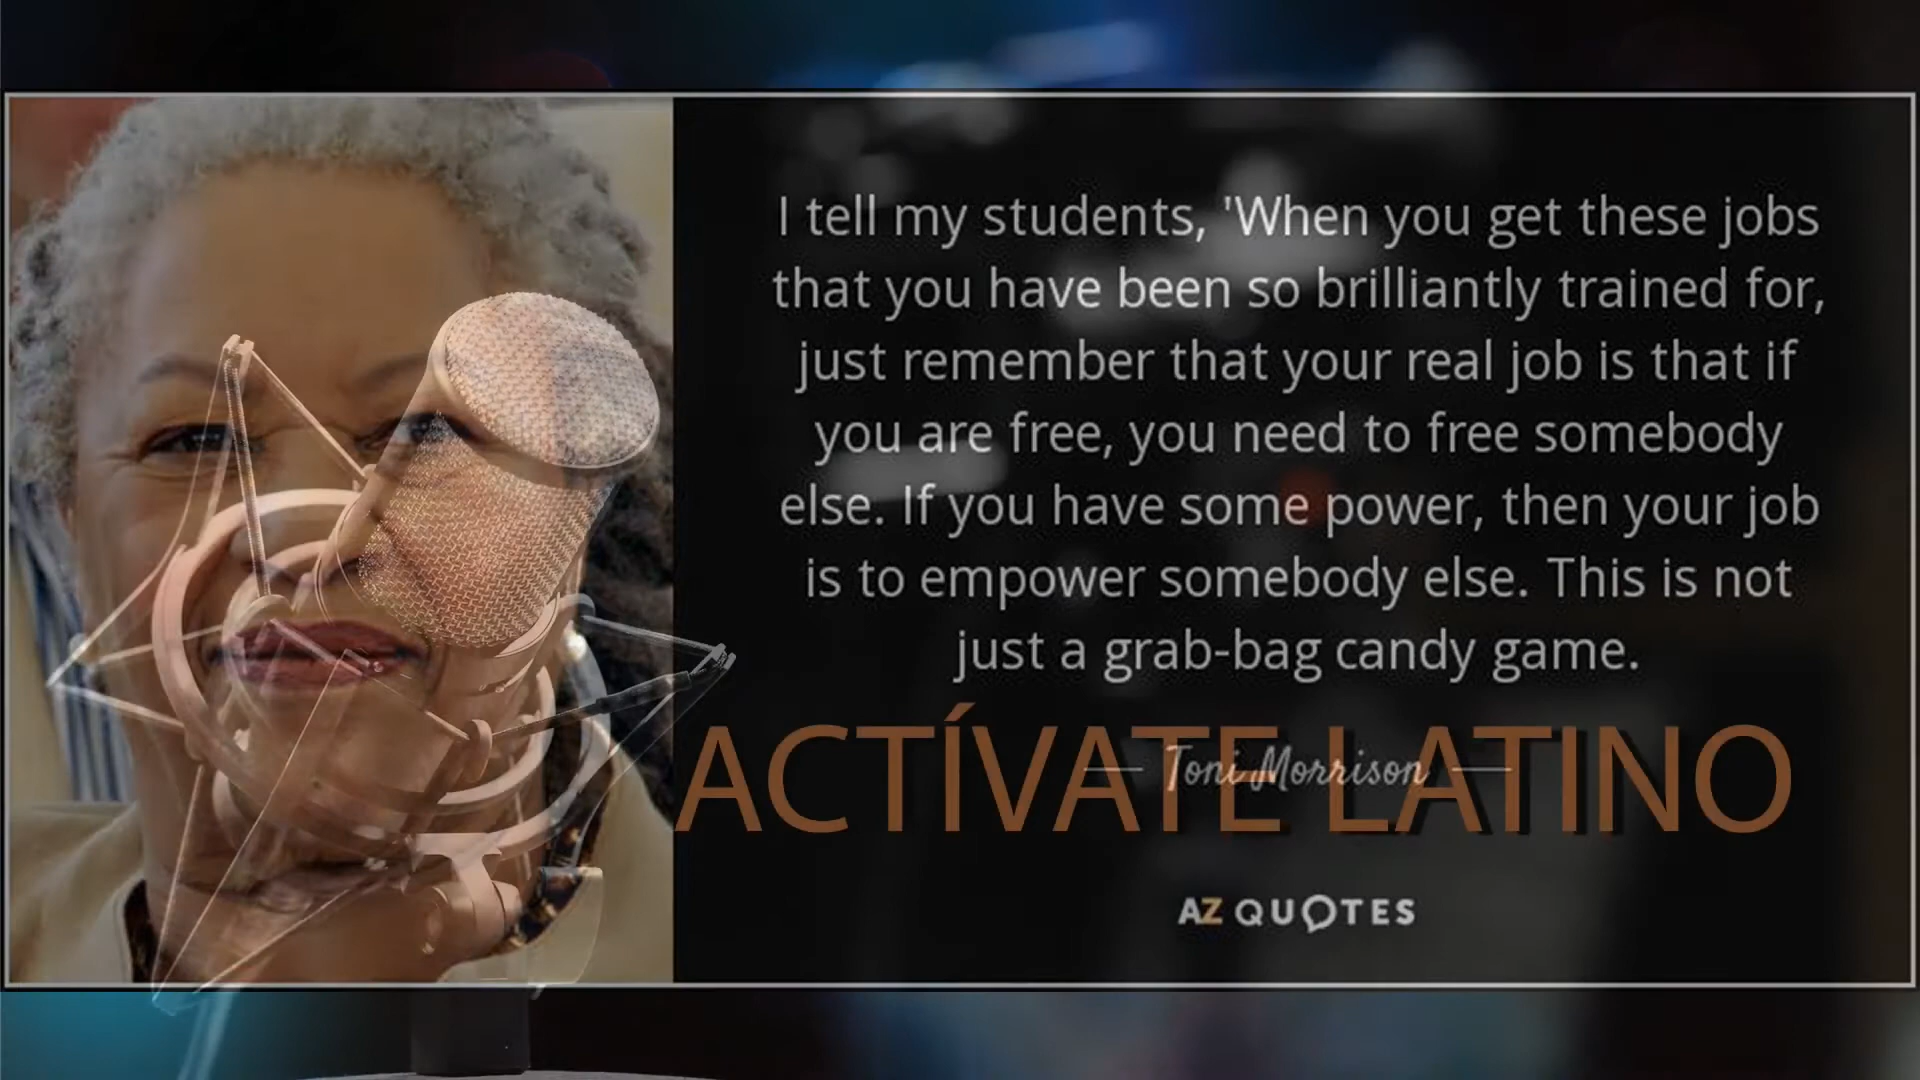 I tell my students, 'When you get these jobs
that you have been so brilliantly trained for,
just remember that your real job is that if
you are free, you need to free somebody
else. If you have some power, then your job
is to empower somebody else. This is not
just a grab-bag candy game.
ACTÍVATE LATINO
Toni Morrison
AZ QUOTES